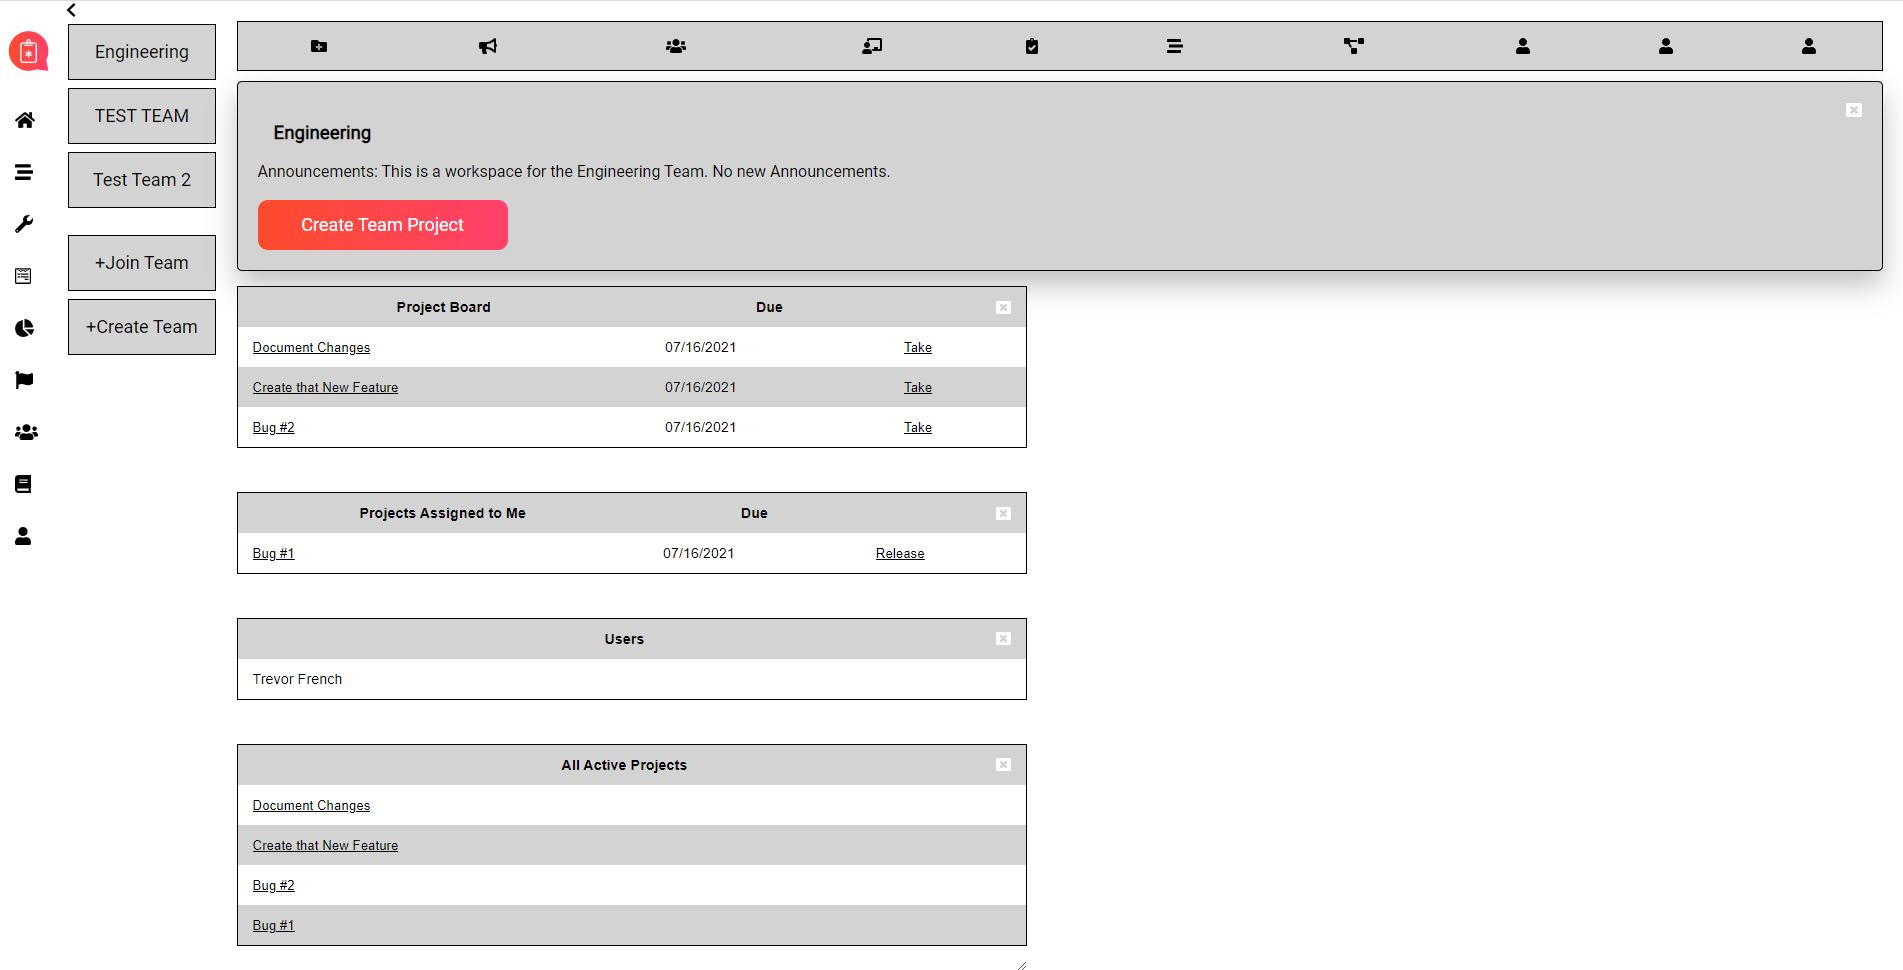 Engineering
TEST TEAM
Test Team 2
+Join Team
+Create Team
Engineering
Announcements: This is a workspace for the Engineering Team. No new Announcements.
Create Team Project
Project Board Due
Document Changes 07/16/2021 Take
Create that New Feature 07/16/2021 Take
Bug #2 07/16/2021 Take
Projects Assigned to Me Due
Bug #1 07/16/2021 Release
Users
Trevor French
All Active Projects
Document Changes
Create that New Feature
Bug #2
Bug #1